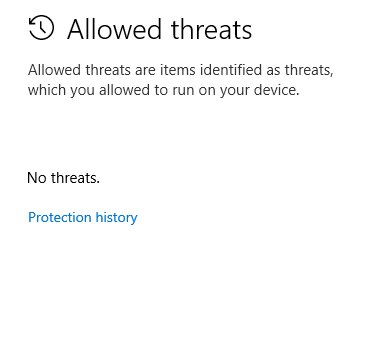 Allowed threats
Allowed threats are items identified as threats,
which you allowed to run on your device.
No threats.
Protection history